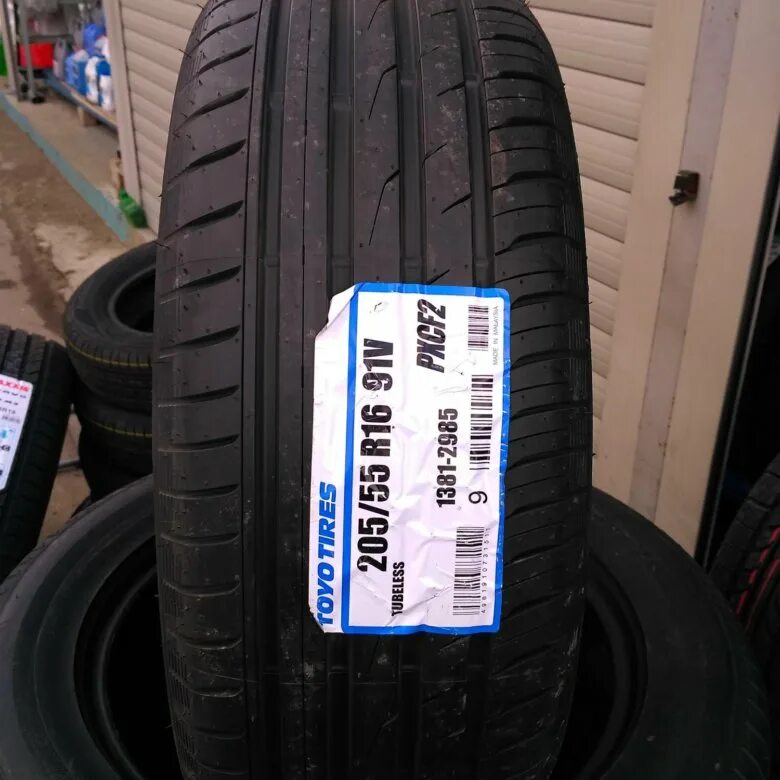 TOYO TIRES
205/55 R16 91V
TUBELESS
PXCF2
1381-2985
9
MADE IN MALAYSIA